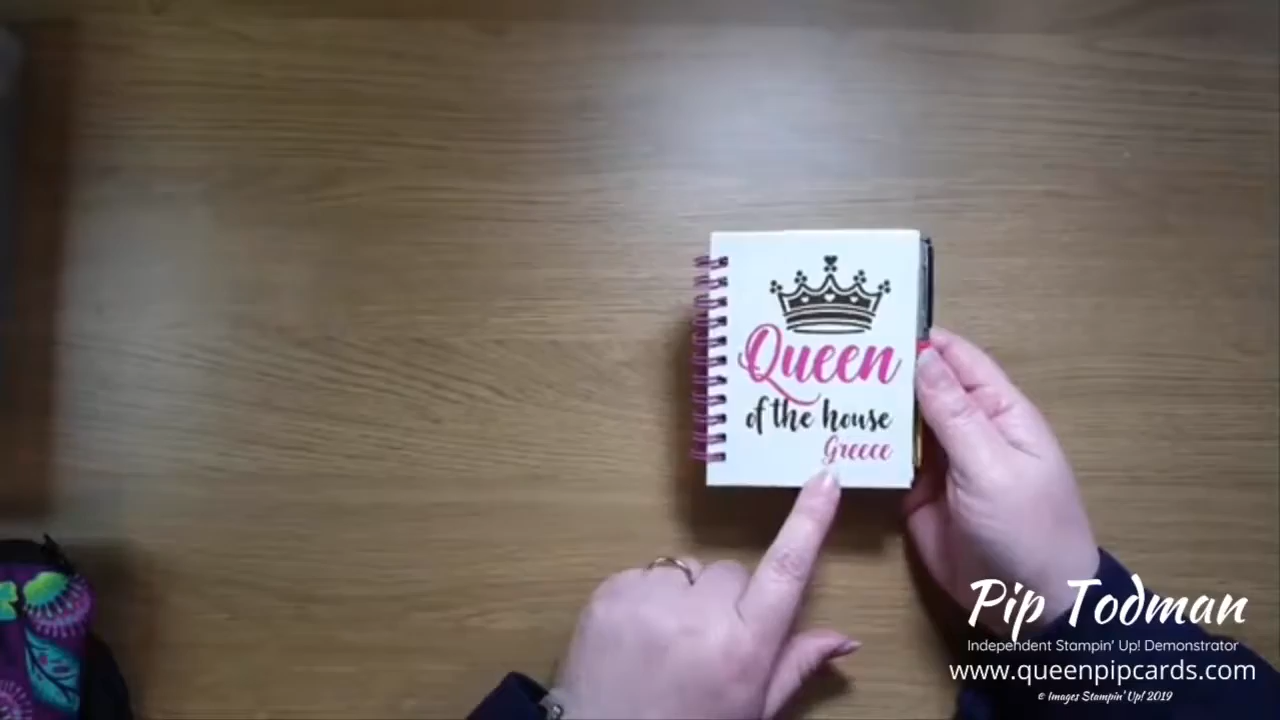 Queen
of the house
Greece
Pip Todman
Independent Stampin' Up! Demonstrator
www.queenpipcards.com
© Images Stampin' Up! 2019